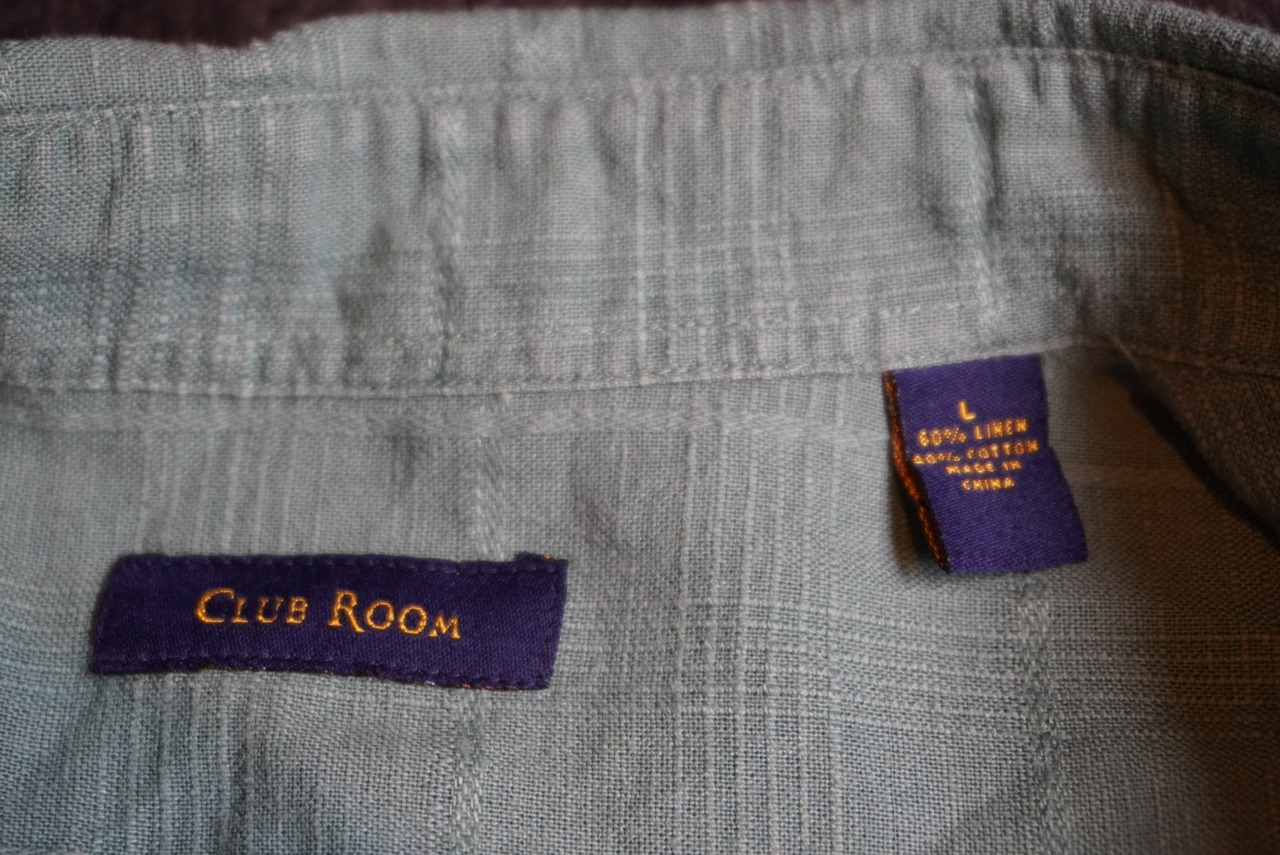 CLUB ROOM
L
60% LINEN
40% COTTON
MADE IN
CHINA